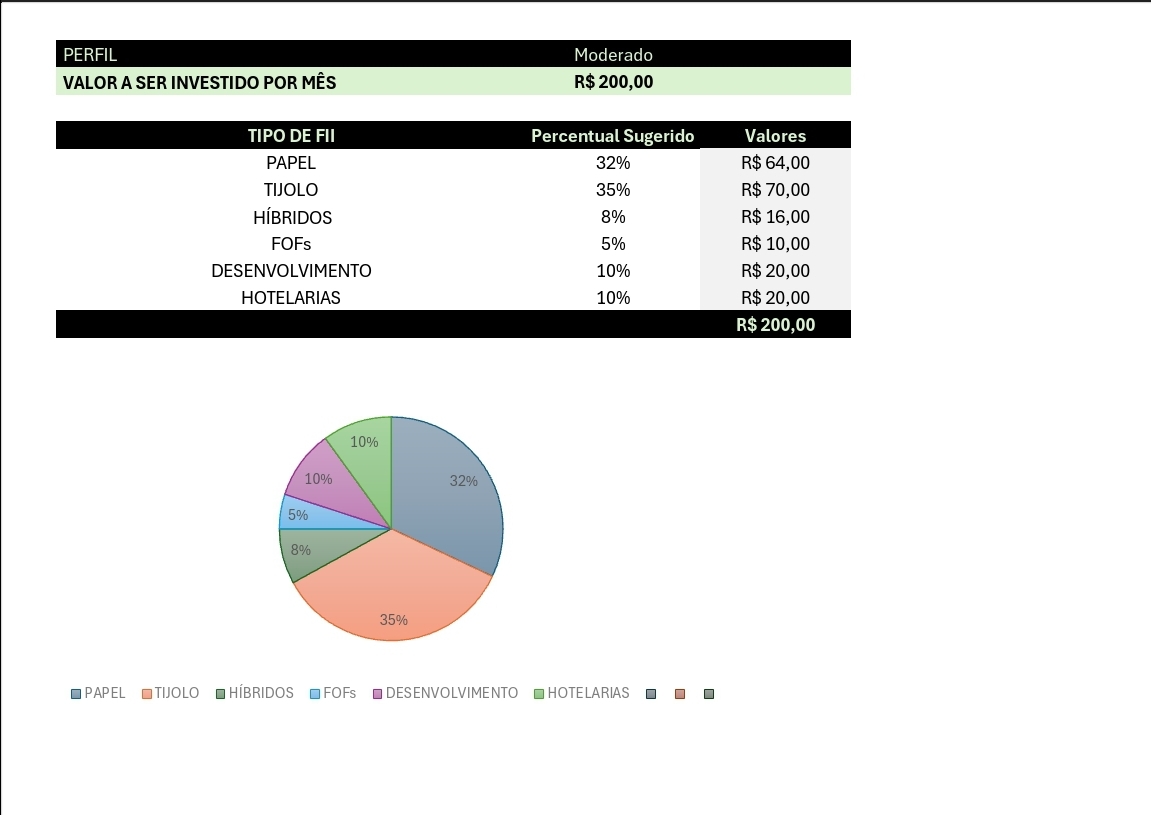 PERFIL Moderado
VALOR A SER INVESTIDO POR MÊS R$ 200,00
TIPO DE FII Percentual Sugerido Valores
PAPEL 32% R$ 64,00
TIJOLO 35% R$ 70,00
HÍBRIDOS 8% R$ 16,00
FOFs 5% R$ 10,00
DESENVOLVIMENTO 10% R$ 20,00
HOTELARIAS 10% R$ 20,00
R$ 200,00
10%
32%
10%
5%
8%
35%
PAPEL TIJOLO HÍBRIDOS FOFs DESENVOLVIMENTO HOTELARIAS